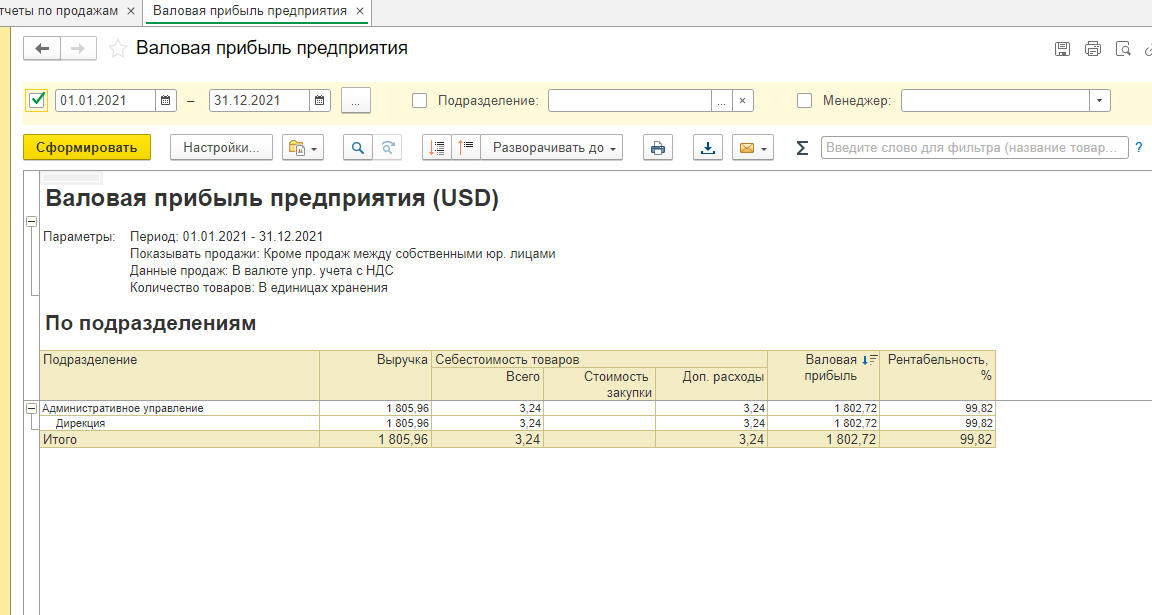 тчеты по продажам × Валовая прибыль предприятия ×
Валовая прибыль предприятия
01.01.2021 – 31.12.2021 ... Подразделение: ... × Менеджер:
Сформировать Настройки... Разворачивать до Σ Введите слово для фильтра (название товар... ?
Валовая прибыль предприятия (USD)
Параметры: Период: 01.01.2021 - 31.12.2021
Показывать продажи: Кроме продаж между собственными юр. лицами
Данные продаж: В валюте упр. учета с НДС
Количество товаров: В единицах хранения
По подразделениям
Подразделение Выручка Себестоимость товаров Валовая прибыль Рентабельность, %
Всего Стоимость закупки Доп. расходы
Административное управление 1 805,96 3,24 3,24 1 802,72 99,82
Дирекция 1 805,96 3,24 3,24 1 802,72 99,82
Итого 1 805,96 3,24 3,24 1 802,72 99,82